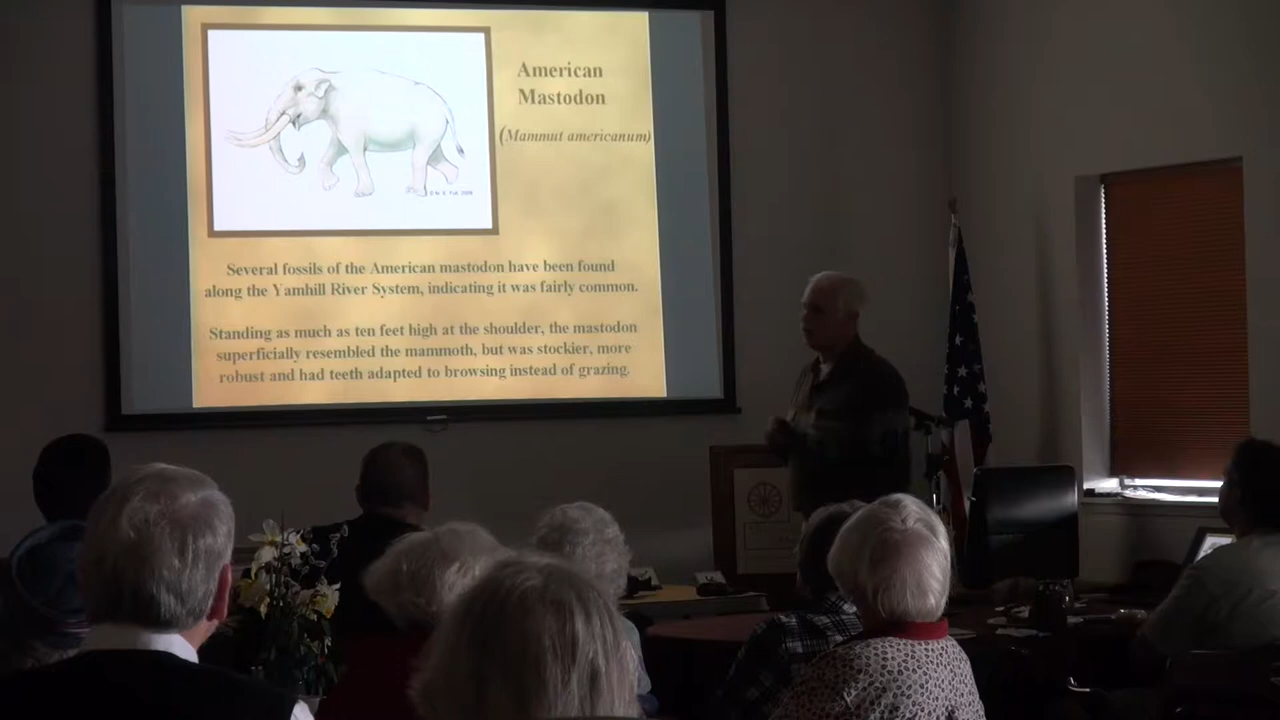 American
Mastodon
(Mammut americanum)
Several fossils of the American mastodon have been found
along the Yamhill River System, indicating it was fairly common.
Standing as much as ten feet high at the shoulder, the mastodon
superficially resembled the mammoth, but was stockier, more
robust and had teeth adapted to browsing instead of grazing.